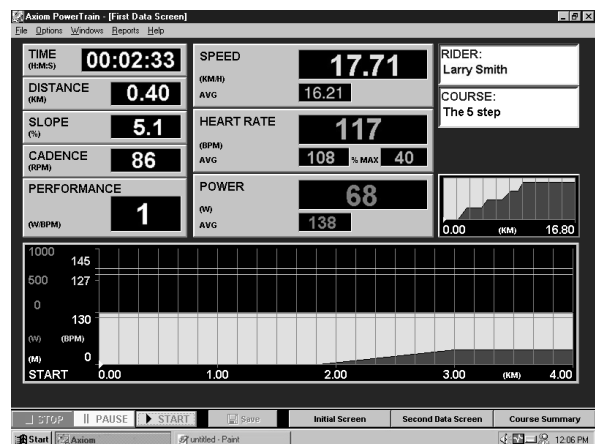 Axiom PowerTrain - [First Data Screen]
File Options Windows Reports Help
TIME
(H:M:S)
00:02:33
DISTANCE
(KM)
0.40
SLOPE
(%)
5.1
CADENCE
(RPM)
86
PERFORMANCE
(W/BPM)
1
SPEED
(KM/H)
17.71
AVG 16.21
HEART RATE
(BPM)
117
AVG 108 % MAX 40
POWER
(W)
68
AVG 138
RIDER:
Larry Smith
COURSE:
The 5 step
0.00 (KM) 16.80
1000 145
500 127
0
130
(W) (BPM)
(M) 0
START 0.00 1.00 2.00 3.00 (KM) 4.00
STOP PAUSE START Save Initial Screen Second Data Screen Course Summary
Start Axiom untitled - Paint 12:06 PM